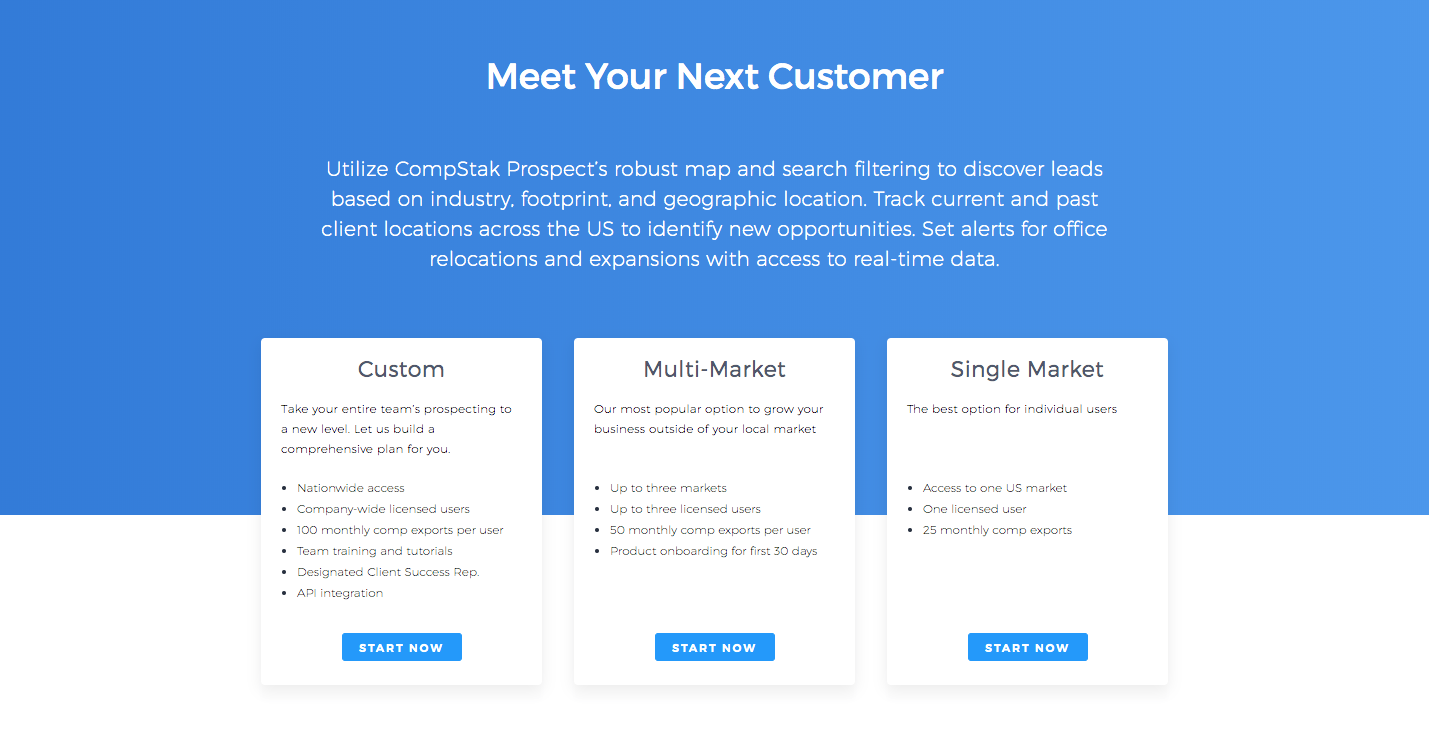 Meet Your Next Customer
Utilize CompStak Prospect's robust map and search filtering to discover leads
based on industry, footprint, and geographic location. Track current and past
client locations across the US to identify new opportunities. Set alerts for office
relocations and expansions with access to real-time data.
Custom
Take your entire team's prospecting to
a new level. Let us build a
comprehensive plan for you.
• Nationwide access
• Company-wide licensed users
• 100 monthly comp exports per user
• Team training and tutorials
• Designated Client Success Rep.
• API integration
START NOW
Multi-Market
Our most popular option to grow your
business outside of your local market
• Up to three markets
• Up to three licensed users
• 50 monthly comp exports per user
• Product onboarding for first 30 days
START NOW
Single Market
The best option for individual users
• Access to one US market
• One licensed user
• 25 monthly comp exports
START NOW